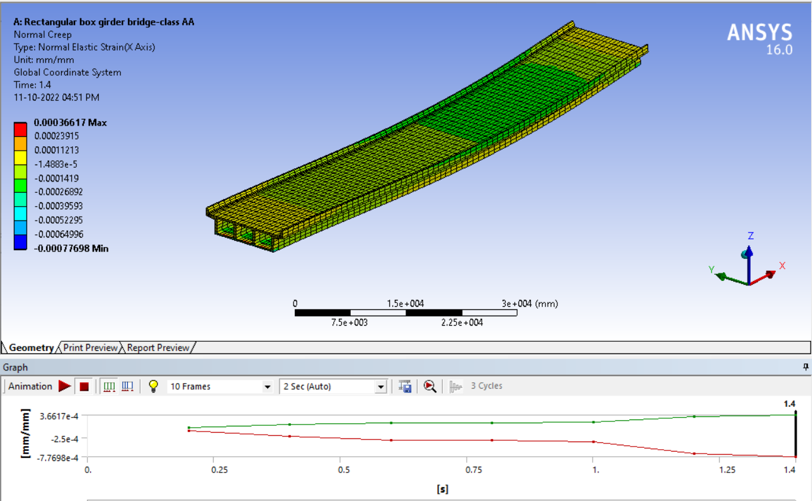 A: Rectangular box girder bridge-class AA
Normal Creep
Type: Normal Elastic Strain(X Axis)
Unit: mm/mm
Global Coordinate System
Time: 1.4
11-10-2022 04:51 PM
ANSYS
16.0
0.00036617 Max
0.00023915
0.00011213
-1.4883e-5
-0.0001419
-0.00026892
-0.00039593
-0.00052295
-0.00064996
-0.00077698 Min
Z
Y
X
0 1.5e+004 3e+004 (mm)
7.5e+003 2.25e+004
Geometry Print Preview Report Preview
Graph
Animation 10 Frames 2 Sec (Auto) 3 Cycles
1.4
3.6617e-4
-2.5e-4
-7.7698e-4
[mm/mm]
0. 0.25 0.5 0.75 1. 1.25 1.4
[s]